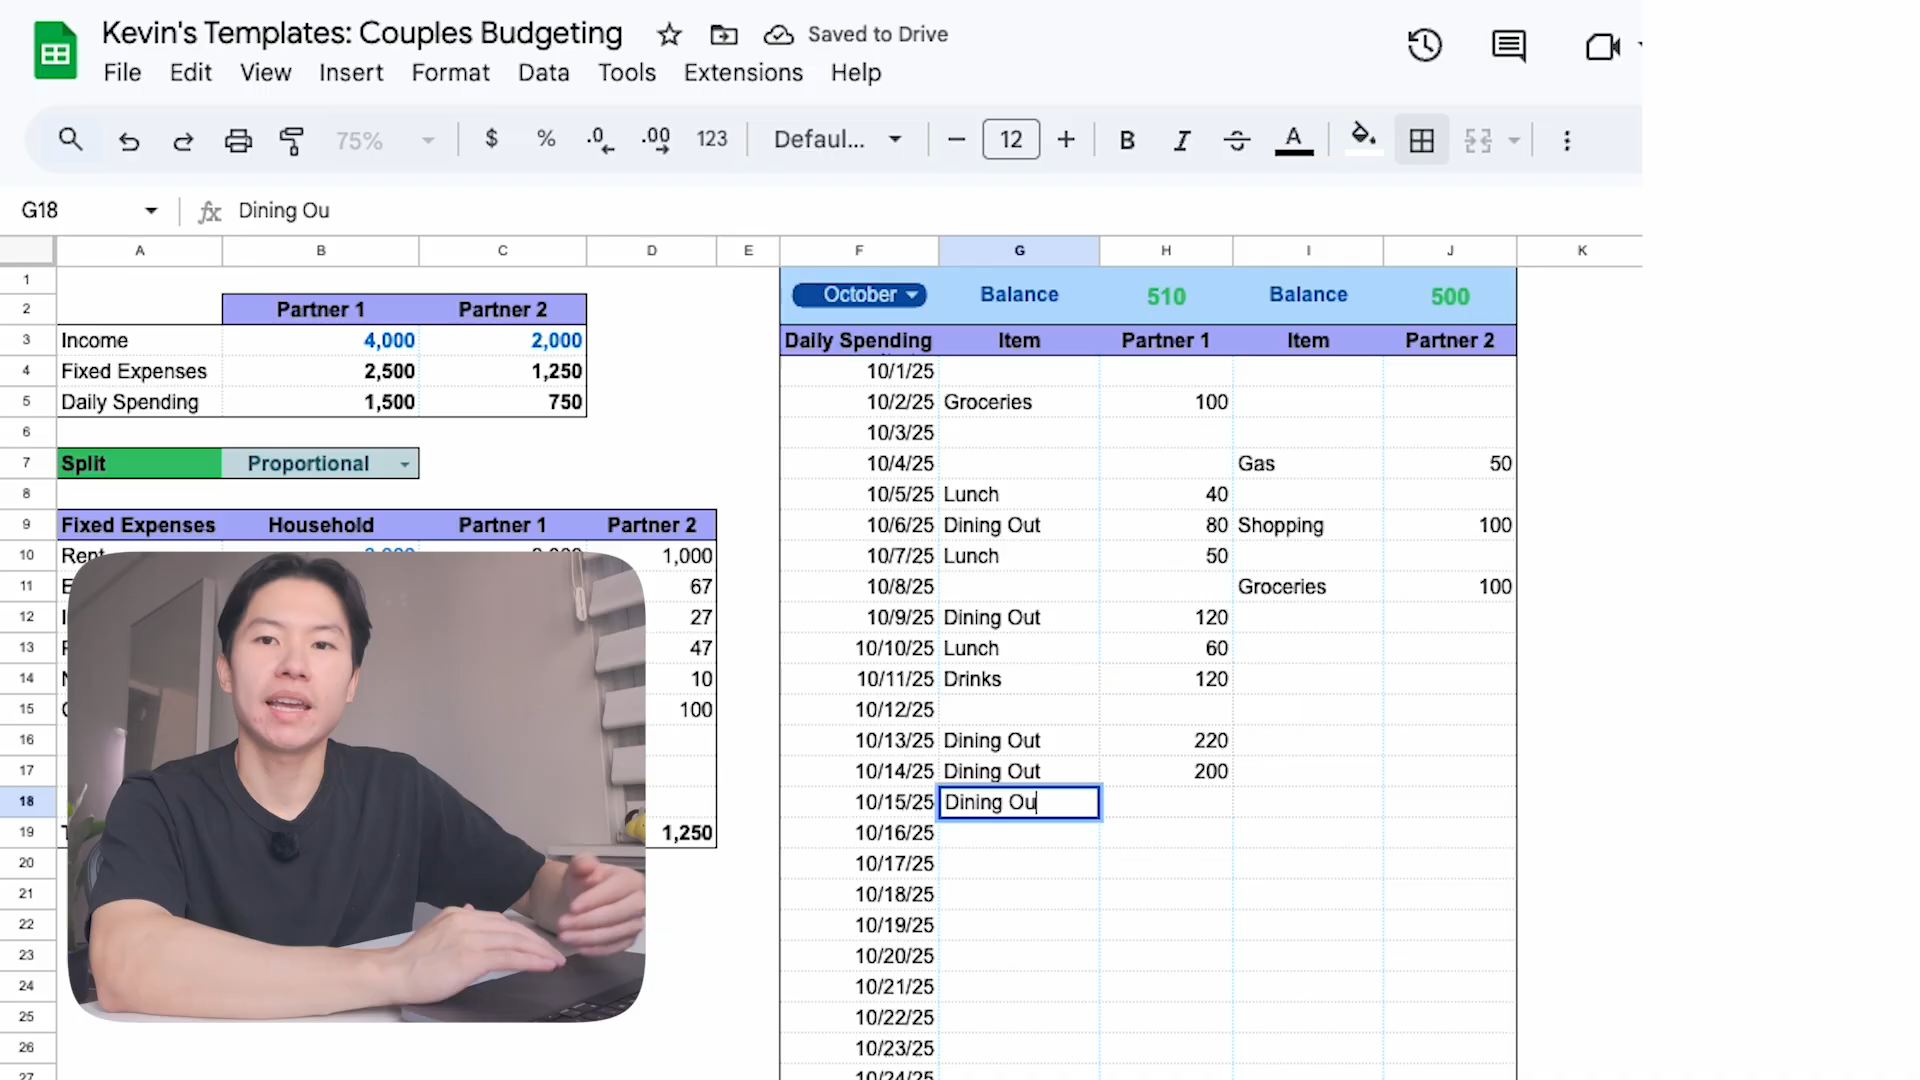 Kevin's Templates: Couples Budgeting Saved to Drive
File Edit View Insert Format Data Tools Extensions Help
75% $ % .0 .00 123 Defaul... 12 B I S A
G18 fx Dining Ou
A B C D E F G H I J K
1 October Balance 510 Balance 500
2 Partner 1 Partner 2
3 Income 4,000 2,000 Daily Spending Item Partner 1 Item Partner 2
4 Fixed Expenses 2,500 1,250 10/1/25
5 Daily Spending 1,500 750 10/2/25 Groceries 100
6 10/3/25
7 Split Proportional 10/4/25 Gas 50
8 10/5/25 Lunch 40
9 Fixed Expenses Household Partner 1 Partner 2 10/6/25 Dining Out 80 Shopping 100
10 Rent 1,000 10/7/25 Lunch 50
11 67 10/8/25 Groceries 100
12 27 10/9/25 Dining Out 120
13 47 10/10/25 Lunch 60
14 10 10/11/25 Drinks 120
15 100 10/12/25
16 10/13/25 Dining Out 220
17 10/14/25 Dining Out 200
18 10/15/25 Dining Ou
19 1,250 10/16/25
20 10/17/25
21 10/18/25
22 10/19/25
23 10/20/25
24 10/21/25
25 10/22/25
26 10/23/25
27 10/24/25